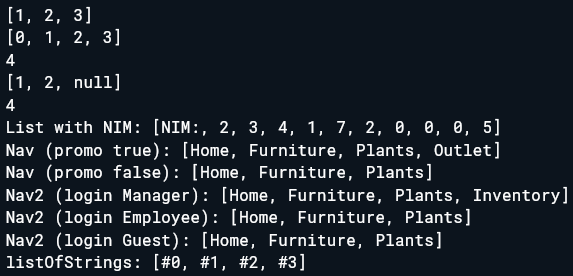 [1, 2, 3]
[0, 1, 2, 3]
4
[1, 2, null]
4
List with NIM: [NIM:, 2, 3, 4, 1, 7, 2, 0, 0, 0, 5]
Nav (promo true): [Home, Furniture, Plants, Outlet]
Nav (promo false): [Home, Furniture, Plants]
Nav2 (login Manager): [Home, Furniture, Plants, Inventory]
Nav2 (login Employee): [Home, Furniture, Plants]
Nav2 (login Guest): [Home, Furniture, Plants]
listOfStrings: [#0, #1, #2, #3]